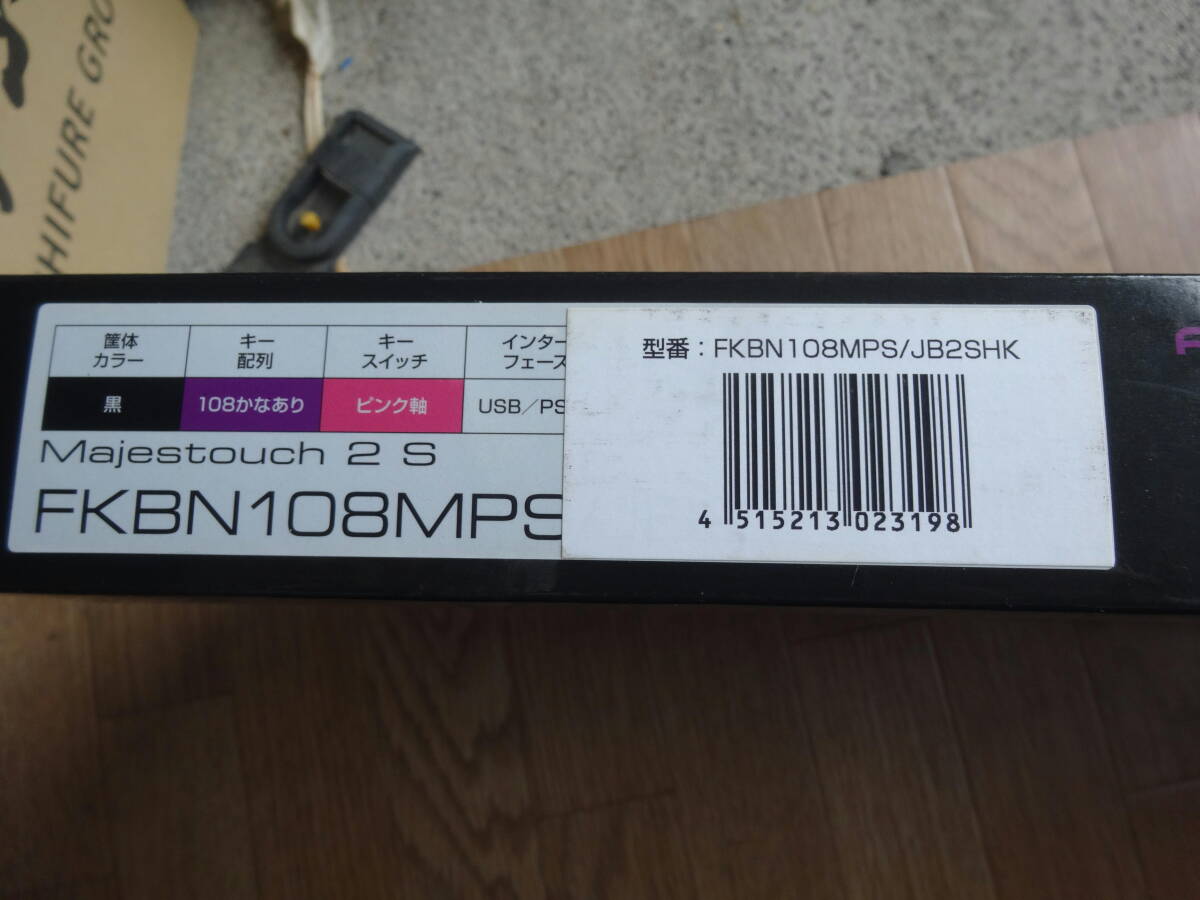 HIFURE GRO
筐体
カラー
キー
配列
キー
スイッチ
インター
フェース
黒
108かなあり
ピンク軸
USB/PS
Majestouch 2 S
FKBN108MPS
型番:FKBN108MPS/JB2SHK
4 515213 023198